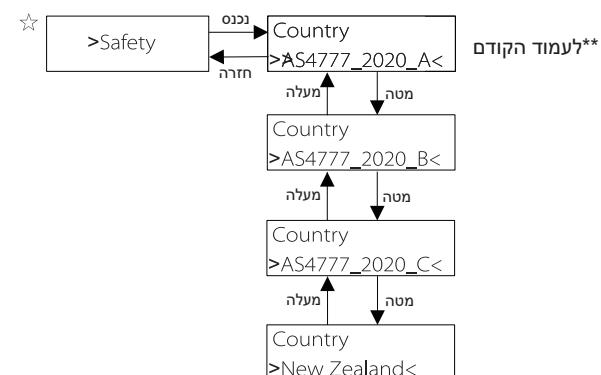 ☆
>Safety
נכנס
חזרה
Country
>AS4777_2020_A<
**לעמוד הקודם
מעלה
מטה
Country
>AS4777_2020_B<
מעלה
מטה
Country
>AS4777_2020_C<
מעלה
מטה
Country
>New Zealand<